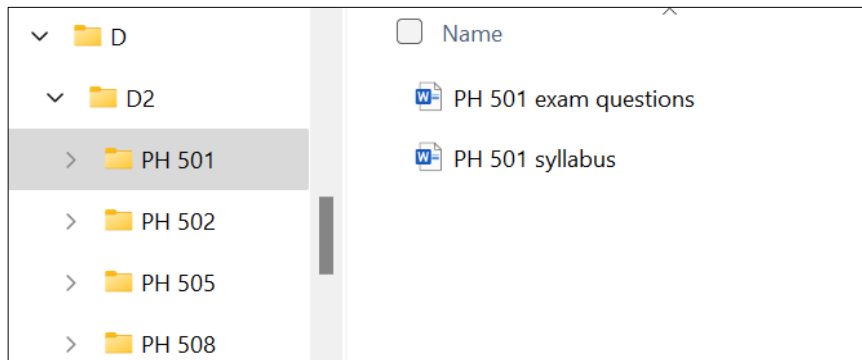 D
D2
PH 501
PH 502
PH 505
PH 508
Name
PH 501 exam questions
PH 501 syllabus